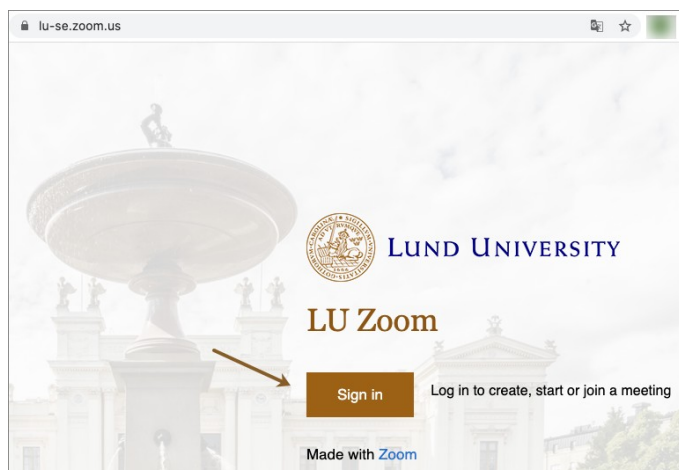 lu-se.zoom.us
LUND UNIVERSITY
LU Zoom
Sign in
Log in to create, start or join a meeting
Made with Zoom